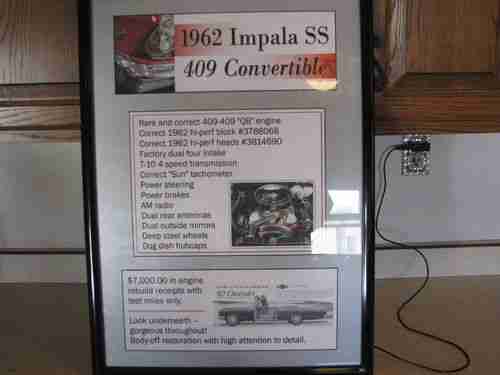 1962 Impala SS
409 Convertible
Rare and correct 409-409 "QB" engine
Correct 1962 hi-perf block #3788068
Correct 1962 hi-perf heads #3814690
Factory dual four intake
T-10 4 speed transmission
Correct "Sun" tachometer
Power steering
Power brakes
AM radio
Dual rear antennas
Dual outside mirrors
Deep steel wheels
Dog dish hubcaps
$7,000.00 in engine
rebuild receipts with
test miles only.
Look underneath –
gorgeous throughout!
Body-off restoration with high attention to detail.
'62 Chevrolet